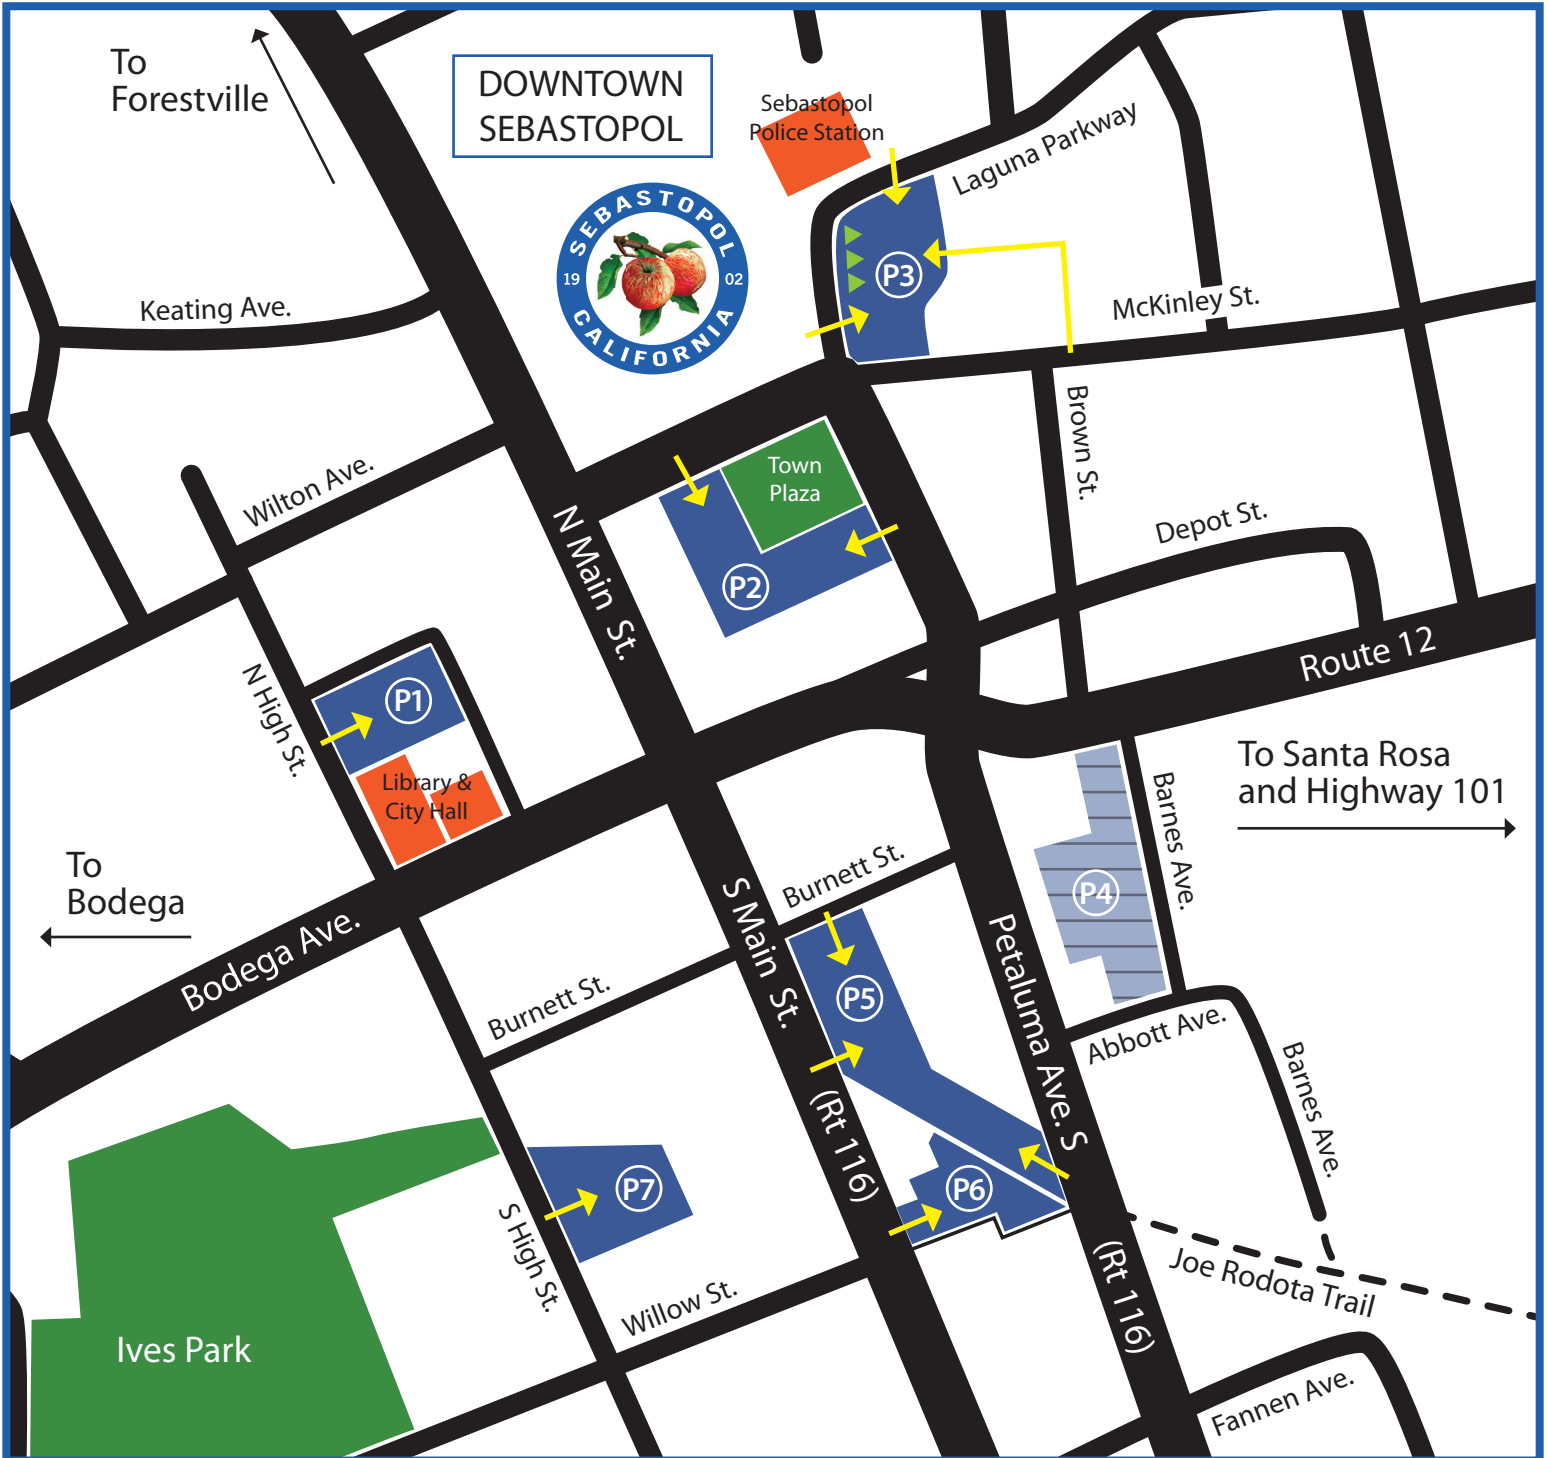 To
Forestville
DOWNTOWN
SEBASTOPOL
Sebastopol
Police Station
Laguna Parkway
SEBASTOPOL
19
02
CALIFORNIA
P3
Keating Ave.
McKinley St.
Brown St.
Wilton Ave.
Town
Plaza
N Main St.
Depot St.
P2
Route 12
N High St.
P1
Library &
City Hall
To Santa Rosa
and Highway 101
Barnes Ave.
To
Bodega
Bodega Ave.
Burnett St.
P4
S Main St.
Petaluma Ave. S
Burnett St.
P5
Abbott Ave.
Barnes Ave.
(Rt 116)
P7
P6
S High St.
(Rt 116)
Joe Rodota Trail
Willow St.
Ives Park
Fannen Ave.